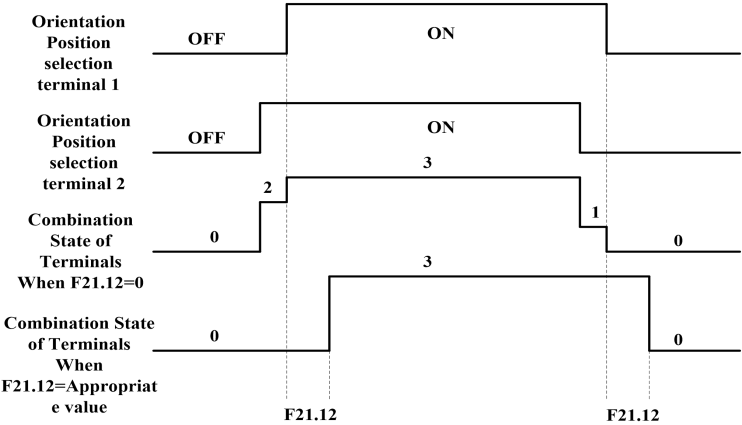 Orientation
Position
selection
terminal 1
OFF
ON
Orientation
Position
selection
terminal 2
OFF
ON
Combination
State of
Terminals
When F21.12=0
0
2
3
1
0
Combination State
of Terminals
When
F21.12=Appropriat
e value
0
3
0
F21.12
F21.12